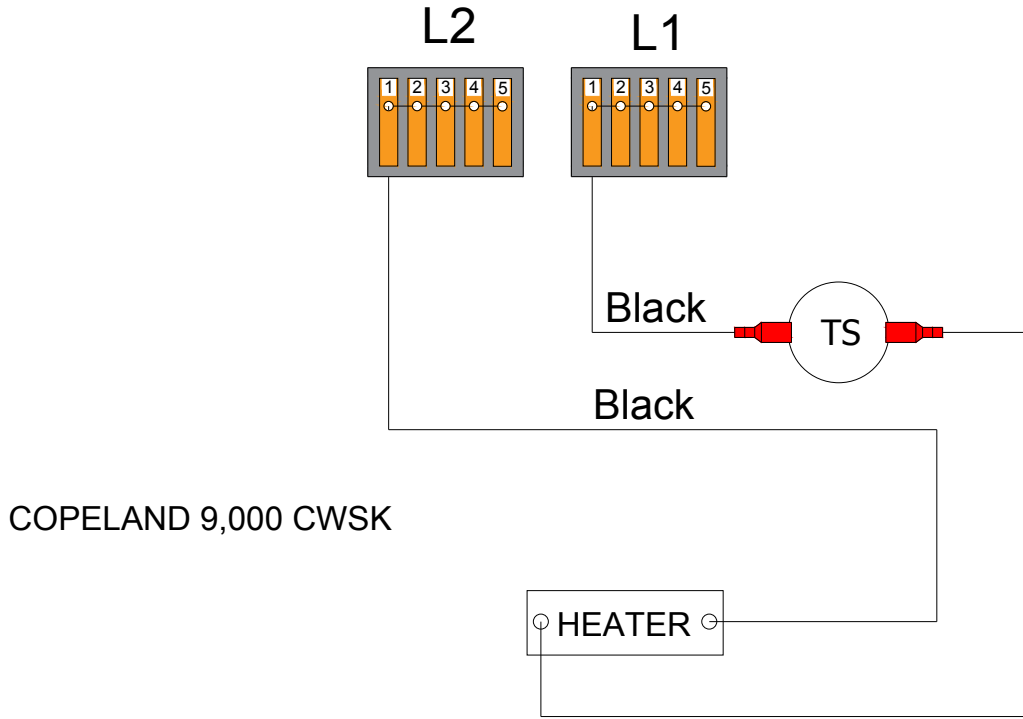 L2 L1
1 2 3 4 5 1 2 3 4 5
Black
TS
Black
COPELAND 9,000 CWSK
HEATER